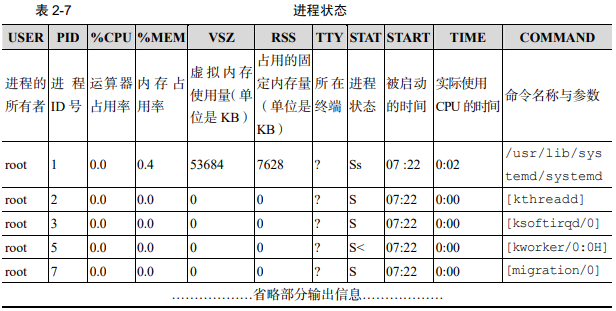 表 2-7 进程状态
USER PID %CPU %MEM VSZ RSS TTY STAT START TIME COMMAND
进程的所有者 进程ID号 运算器占用率 内存占用率 虚拟内存使用量(单位是KB) 占用的固定内存量(单位是KB) 所在终端 进程状态 被启动的时间 实际使用CPU的时间 命令名称与参数
root 1 0.0 0.4 53684 7628 ? Ss 07 :22 0:02 /usr/lib/systemd/systemd
root 2 0.0 0.0 0 0 ? S 07:22 0:00 [kthreadd]
root 3 0.0 0.0 0 0 ? S 07:22 0:00 [ksoftirqd/0]
root 5 0.0 0.0 0 0 ? S< 07:22 0:00 [kworker/0:0H]
root 7 0.0 0.0 0 0 ? S 07:22 0:00 [migration/0]
………………省略部分输出信息………………